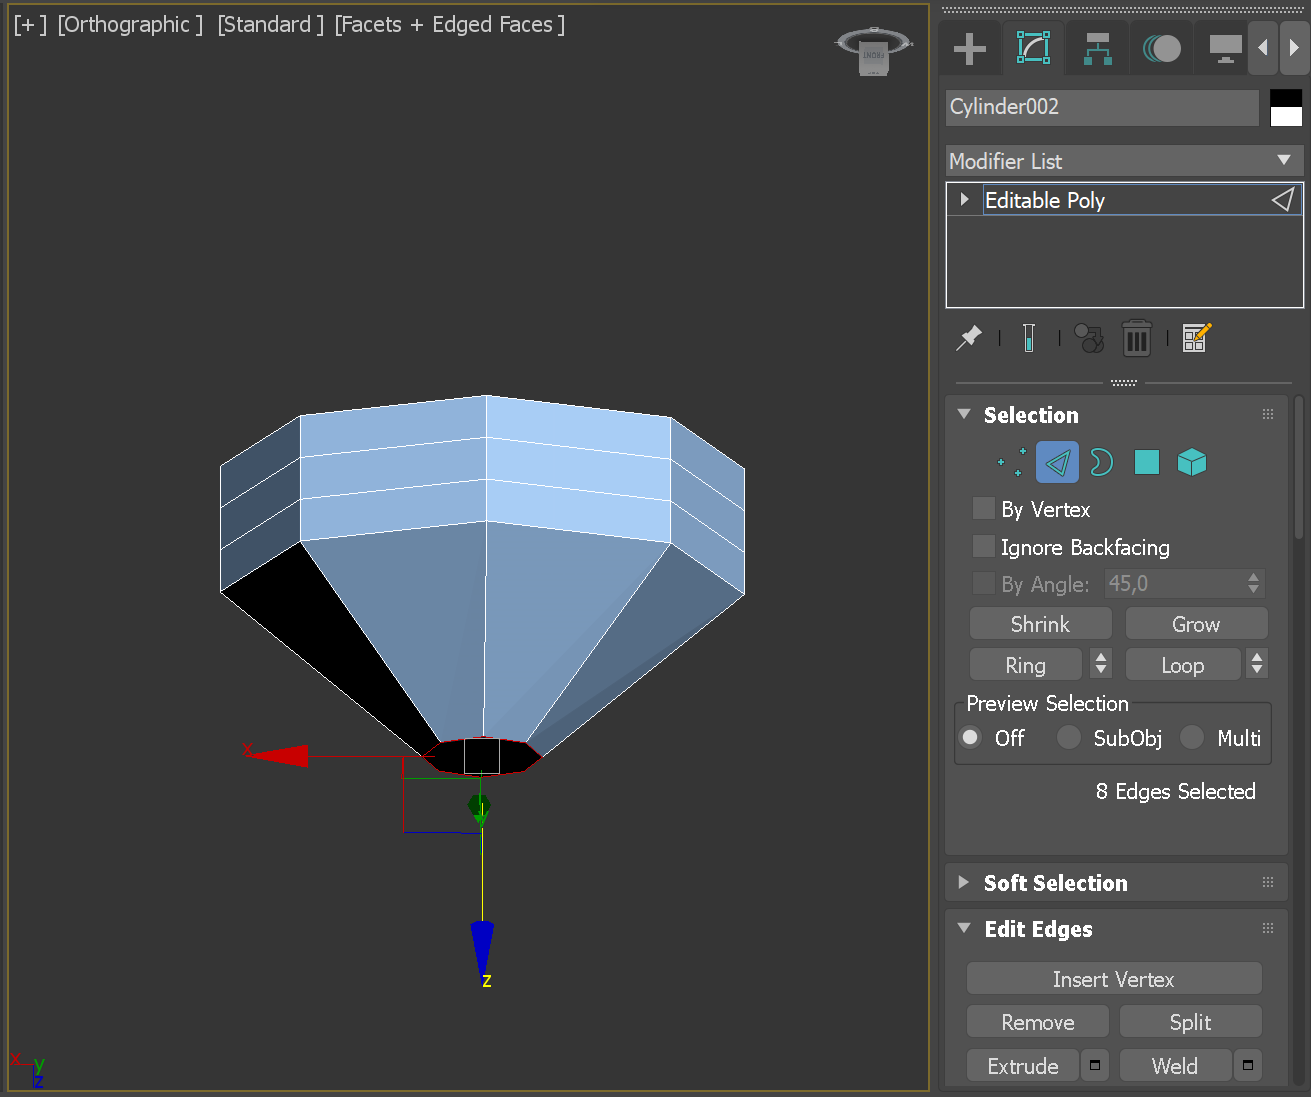 [+] [Orthographic] [Standard] [Facets + Edged Faces]
FRONT
Cylinder002
Modifier List
Editable Poly
Selection
By Vertex
Ignore Backfacing
By Angle: 45,0
Shrink Grow
Ring Loop
Preview Selection
Off SubObj Multi
8 Edges Selected
Soft Selection
Edit Edges
Insert Vertex
Remove Split
Extrude Weld
x
y
z
x y
z